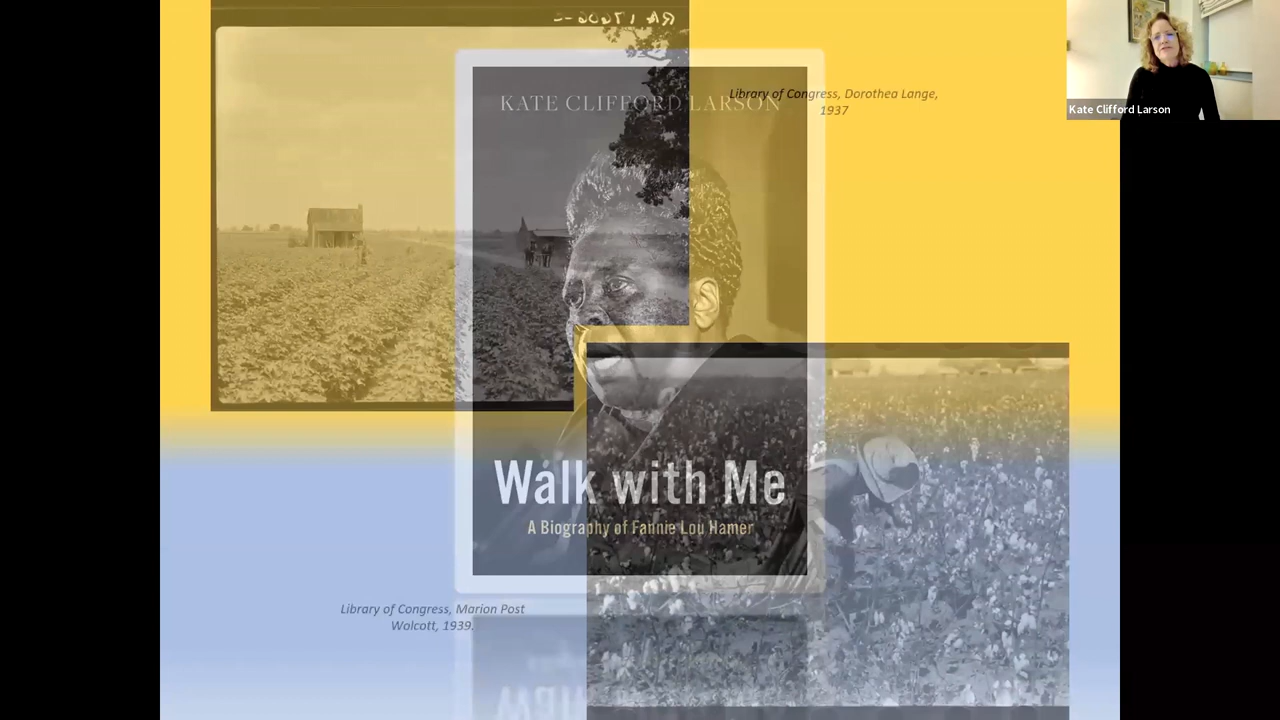 KATE CLIFFORD LARSON
Library of Congress, Dorothea Lange,
1937
Kate Clifford Larson
Walk with Me
A Biography of Fannie Lou Hamer
Library of Congress, Marion Post
Wolcott, 1939.